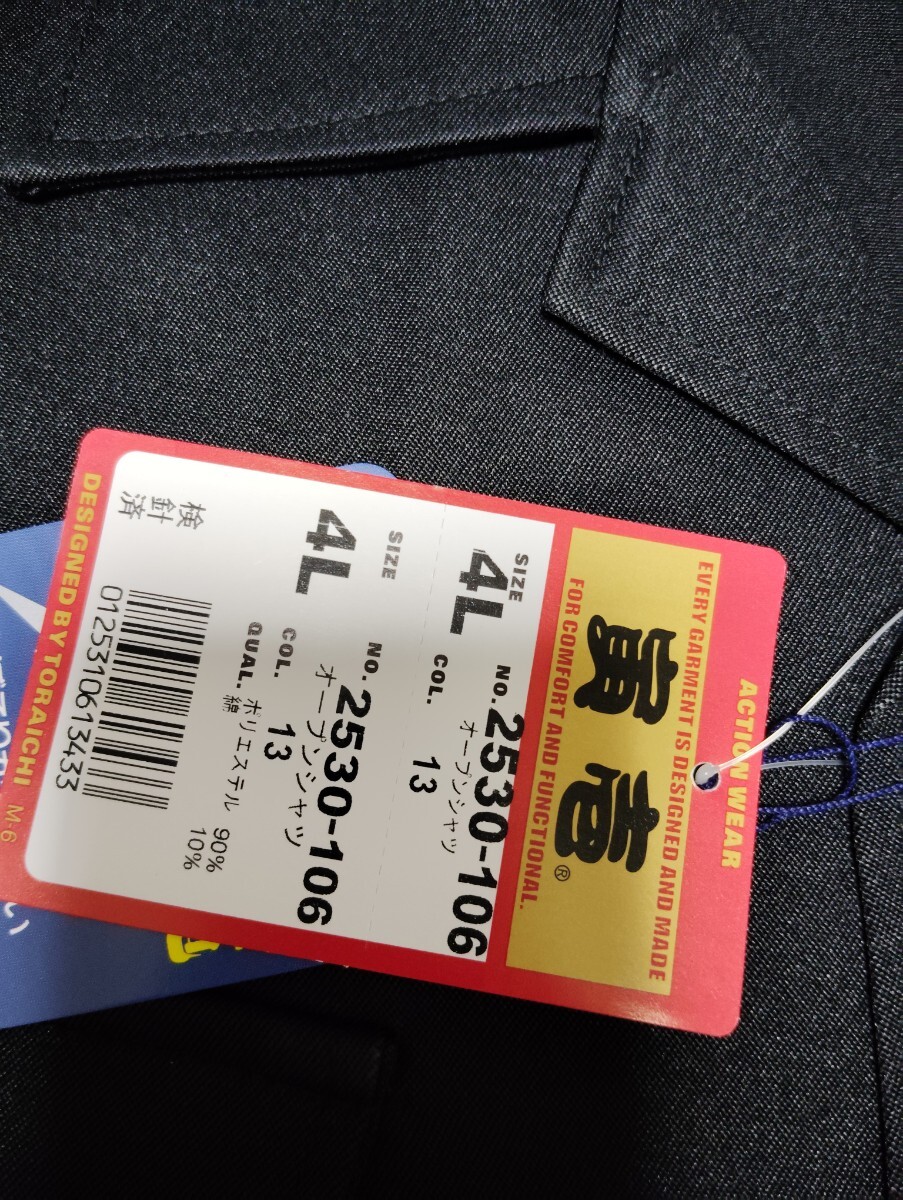 ACTION WEAR
EVERY GARMENT IS DESIGNED AND MADE
寅壱®
FOR COMFORT AND FUNCTIONAL.
SIZE NO.2530-106
4L オープンシャツ
COL. 13
SIZE NO.2530-106
4L オープンシャツ
COL. 13
QUAL. ポリエステル 90%
綿 10%
検針済
0125310613433
DESIGNED BY TORAICHI M-6